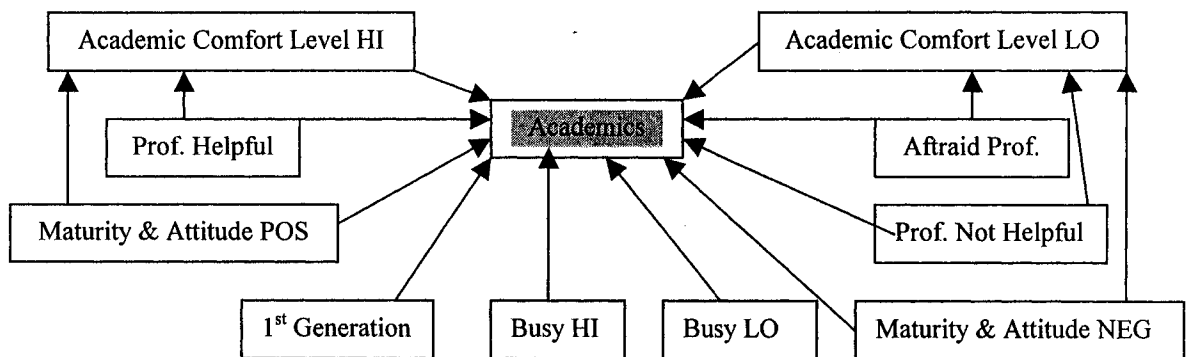 Academic Comfort Level HI
Academic Comfort Level LO
Academics
Prof. Helpful
Aftraid Prof.
Maturity & Attitude POS
Prof. Not Helpful
1st Generation
Busy HI
Busy LO
Maturity & Attitude NEG